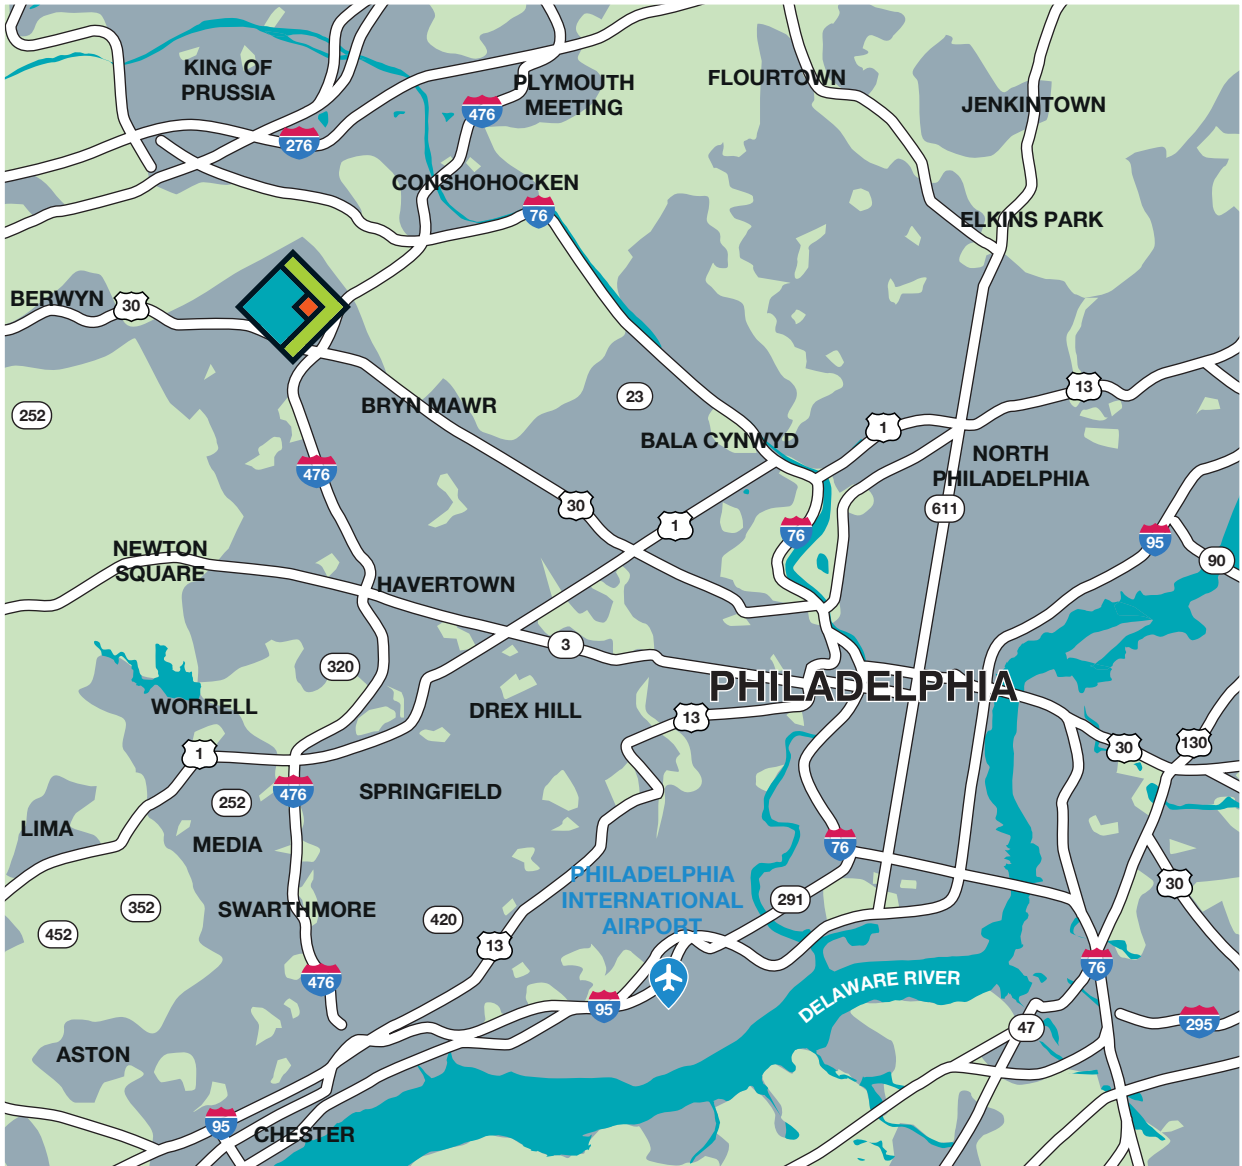 KING OF
PRUSSIA
PLYMOUTH
MEETING
FLOURTOWN
JENKINTOWN
476
276
CONSHOHOCKEN
76
ELKINS PARK
BERWYN
30
252
23
13
BRYN MAWR
1
BALA CYNWYD
NORTH
PHILADELPHIA
476
30
611
1
76
95
NEWTON
SQUARE
90
HAVERTOWN
3
320
PHILADELPHIA
WORRELL
DREX HILL
13
1
30
130
476
252
SPRINGFIELD
LIMA
MEDIA
76
PHILADELPHIA
INTERNATIONAL
AIRPORT
30
291
352
SWARTHMORE
420
452
13
76
476
DELAWARE RIVER
95
47
295
ASTON
95
CHESTER